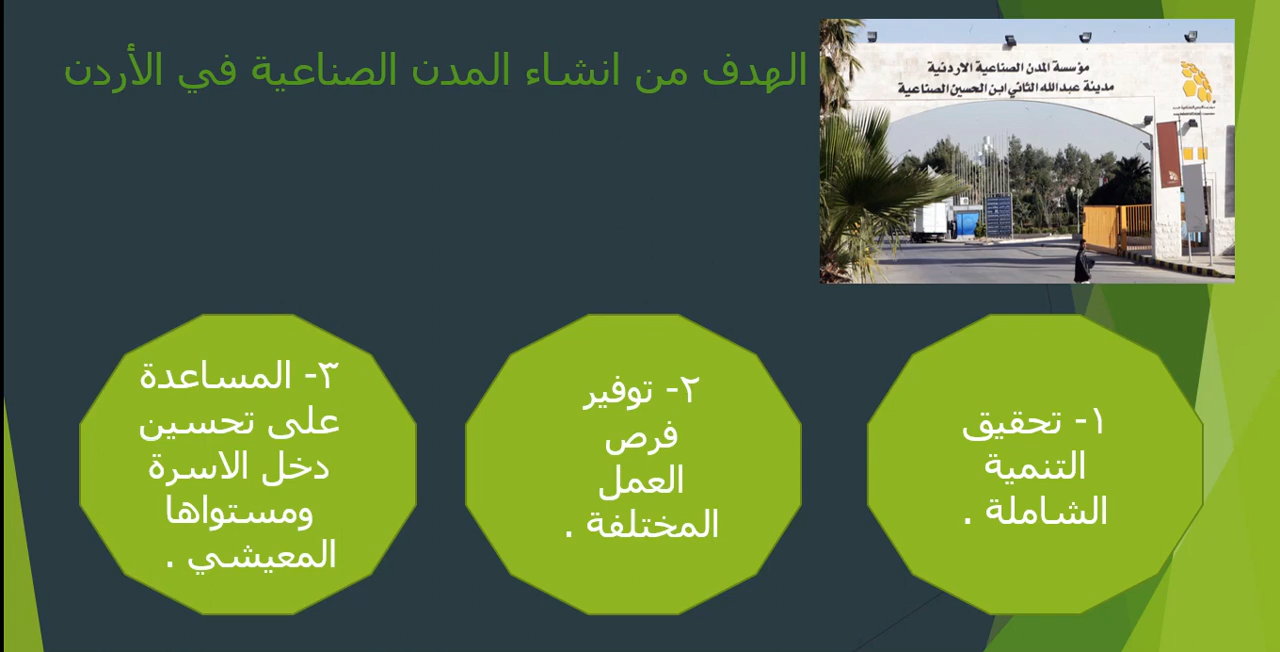 الهدف من انشاء المدن الصناعية في الأردن
مؤسسة المدن الصناعية الاردنية
مدينة عبدالله الثاني ابن الحسين الصناعية
١- تحقيق
التنمية
الشاملة .
٢- توفير
فرص
العمل
المختلفة .
٣- المساعدة
على تحسين
دخل الاسرة
ومستواها
المعيشي .